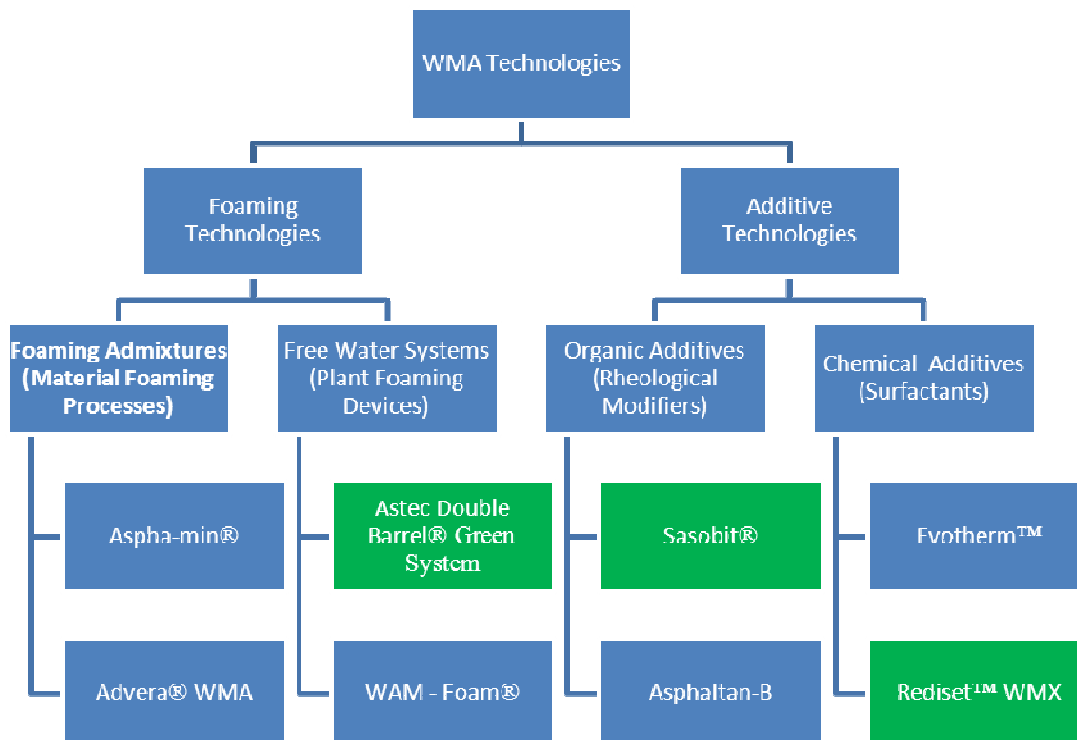 WMA Technologies
Foaming
Technologies
Additive
Technologies
Foaming Admixtures
(Material Foaming
Processes)
Free Water Systems
(Plant Foaming
Devices)
Organic Additives
(Rheological
Modifiers)
Chemical  Additives
(Surfactants)
Aspha-min®
Astec Double
Barrel® Green
System
Sasobit®
Evotherm™
Advera® WMA
WAM - Foam®
Asphaltan-B
Rediset™ WMX